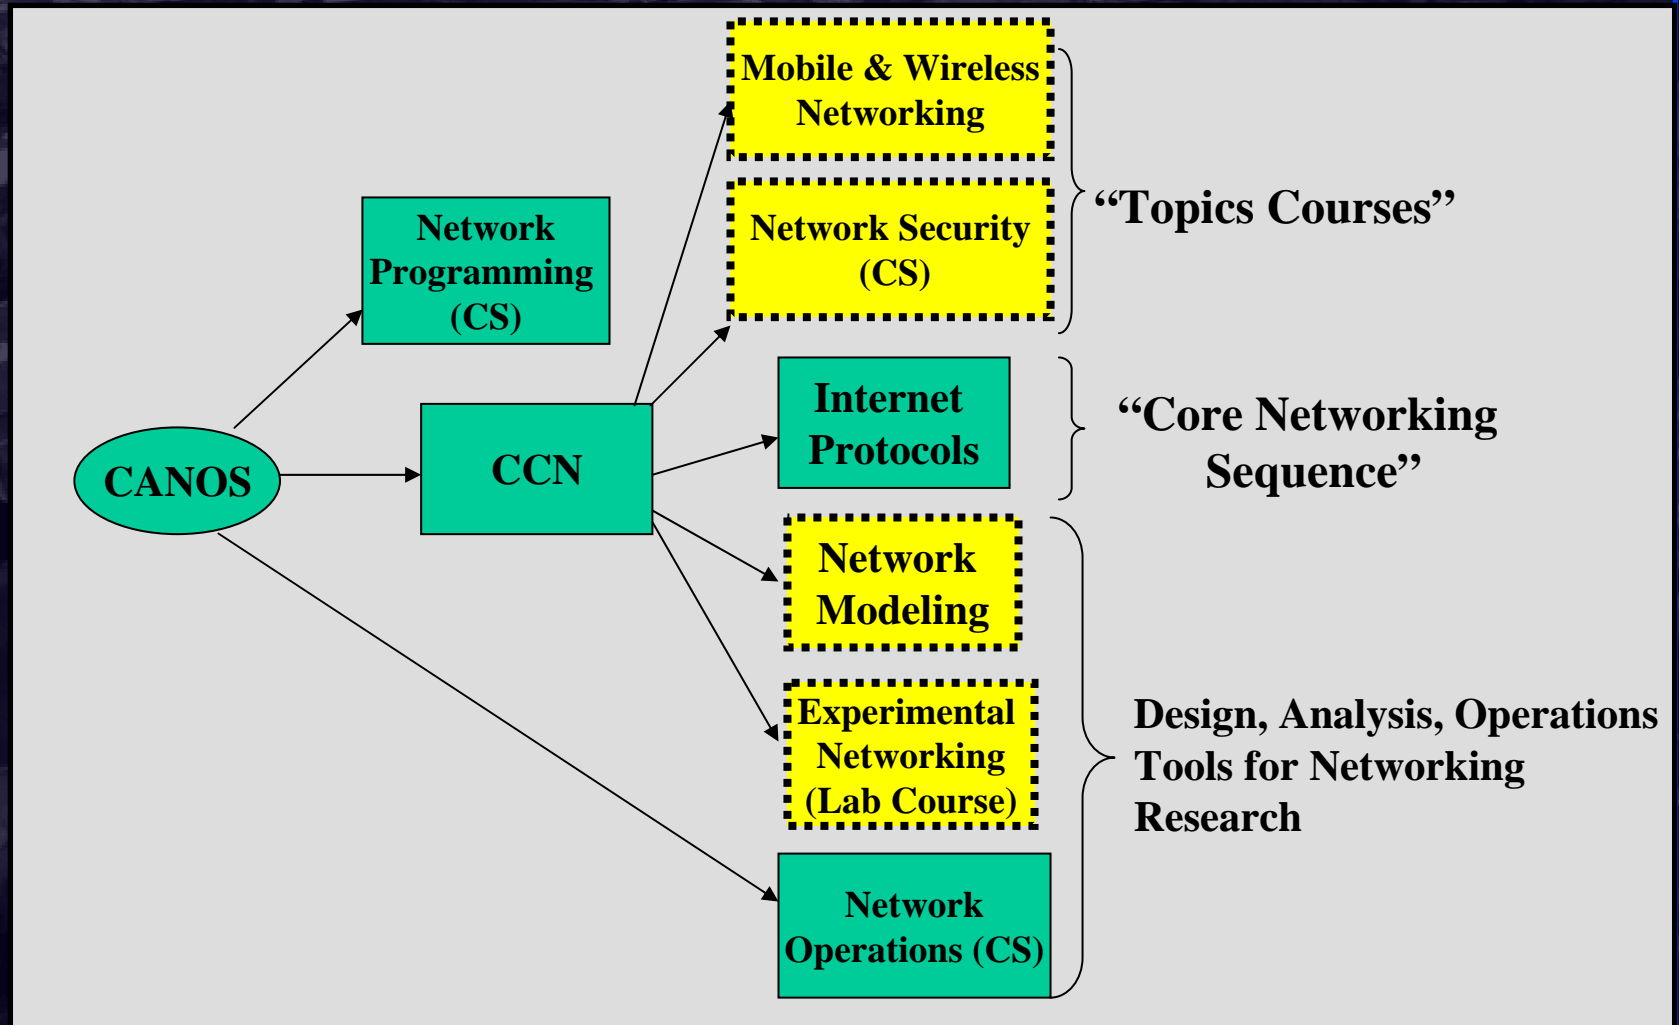 Mobile & Wireless
Networking
Network Security
(CS)
“Topics Courses”
Network
Programming
(CS)
Internet
Protocols
“Core Networking
Sequence”
CANOS
CCN
Network
Modeling
Experimental
Networking
(Lab Course)
Design, Analysis, Operations
Tools for Networking
Research
Network
Operations (CS)